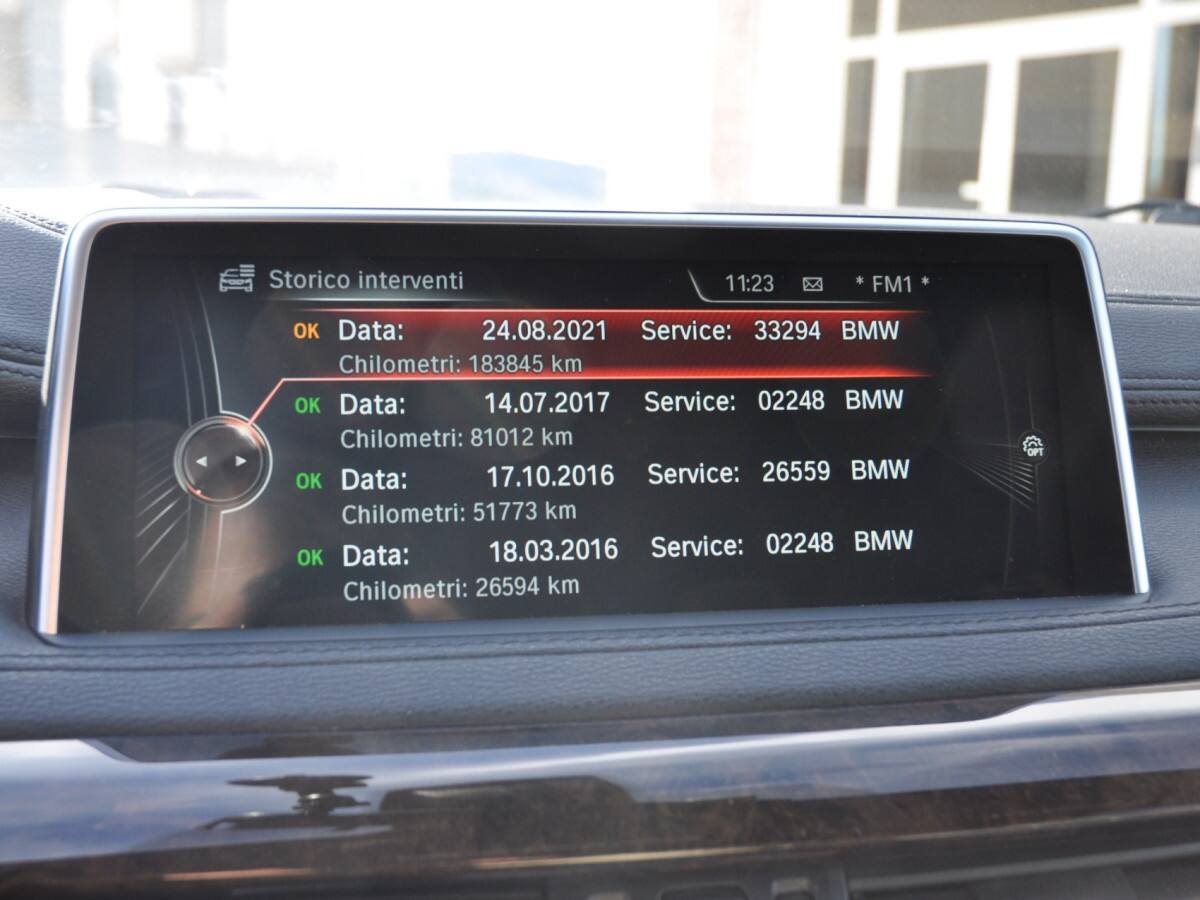 Storico interventi 11:23 * FM1 *
OK Data: 24.08.2021 Service: 33294 BMW
Chilometri: 183845 km
OK Data: 14.07.2017 Service: 02248 BMW
Chilometri: 81012 km
OK Data: 17.10.2016 Service: 26559 BMW
Chilometri: 51773 km
OPT
OK Data: 18.03.2016 Service: 02248 BMW
Chilometri: 26594 km